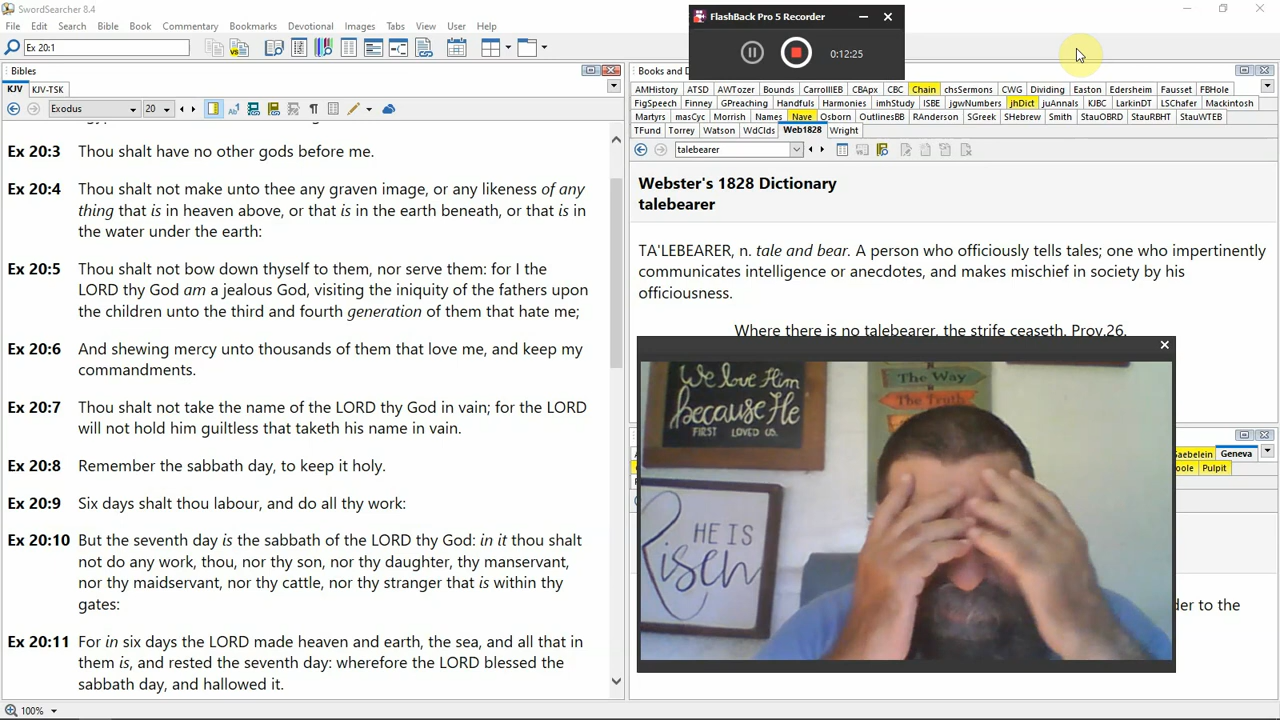 SwordSearcher 8.4
File Edit Search Bible Book Commentary Bookmarks Devotional Images Tabs View User Help
Ex 20:1
Bibles
KJV KJV-TSK
Exodus 20
Ex 20:3 Thou shalt have no other gods before me.
Ex 20:4 Thou shalt not make unto thee any graven image, or any likeness of any
thing that is in heaven above, or that is in the earth beneath, or that is in
the water under the earth:
Ex 20:5 Thou shalt not bow down thyself to them, nor serve them: for I the
LORD thy God am a jealous God, visiting the iniquity of the fathers upon
the children unto the third and fourth generation of them that hate me;
Ex 20:6 And shewing mercy unto thousands of them that love me, and keep my
commandments.
Ex 20:7 Thou shalt not take the name of the LORD thy God in vain; for the LORD
will not hold him guiltless that taketh his name in vain.
Ex 20:8 Remember the sabbath day, to keep it holy.
Ex 20:9 Six days shalt thou labour, and do all thy work:
Ex 20:10 But the seventh day is the sabbath of the LORD thy God: in it thou shalt
not do any work, thou, nor thy son, nor thy daughter, thy manservant,
nor thy maidservant, nor thy cattle, nor thy stranger that is within thy
gates:
Ex 20:11 For in six days the LORD made heaven and earth, the sea, and all that in
them is, and rested the seventh day: wherefore the LORD blessed the
sabbath day, and hallowed it.
100%
FlashBack Pro 5 Recorder
0:12:25
Books and D
AMHistory ATSD AWTozer Bounds CarrollIEB CBApx CBC Chain chsSermons CWG Dividing Easton Edersheim Fausset FBHole
FigSpeech Finney GPreaching Handfuls Harmonies imhStudy ISBE jgwNumbers jhDict juAnnals KJBC LarkinDT LSChafer Mackintosh
Martyrs masCyc Morrish Names Nave Osborn OutlinesBB RAnderson SGreek SHebrew Smith StauOBRD StauRBHT StauWTEB
TFund Torrey Watson WdClds Web1828 Wright
talebearer
Webster's 1828 Dictionary
talebearer
TA'LEBEARER, n. tale and bear. A person who officiously tells tales; one who impertinently
communicates intelligence or anecdotes, and makes mischief in society by his
officiousness.
Where there is no talebearer, the strife ceaseth. Prov.26.
Gaebelein Geneva
oole Pulpit
der to the
We love Him
because He
FIRST LOVED US.
The Way
The Truth
HE IS
Risen